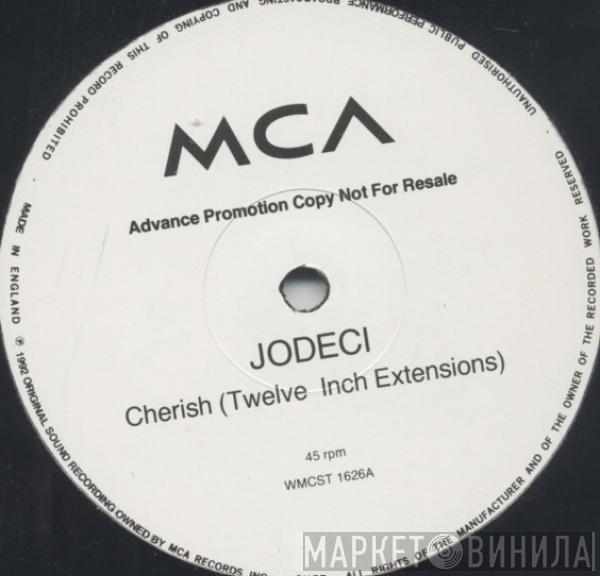 MCA
Advance Promotion Copy Not For Resale
JODECI
Cherish (Twelve Inch Extensions)
45 rpm
WMCST 1626A
MADE IN ENGLAND ℗ 1992 ORIGINAL SOUND RECORDING OWNED BY MCA RECORDS INC.
ALL RIGHTS OF THE MANUFACTURER AND OF THE OWNER OF THE RECORDED WORK RESERVED
UNAUTHORISED PUBLIC PERFORMANCE BROADCASTING AND COPYING OF THIS RECORD PROHIBITED
МАРКЕТ ВИНИЛА